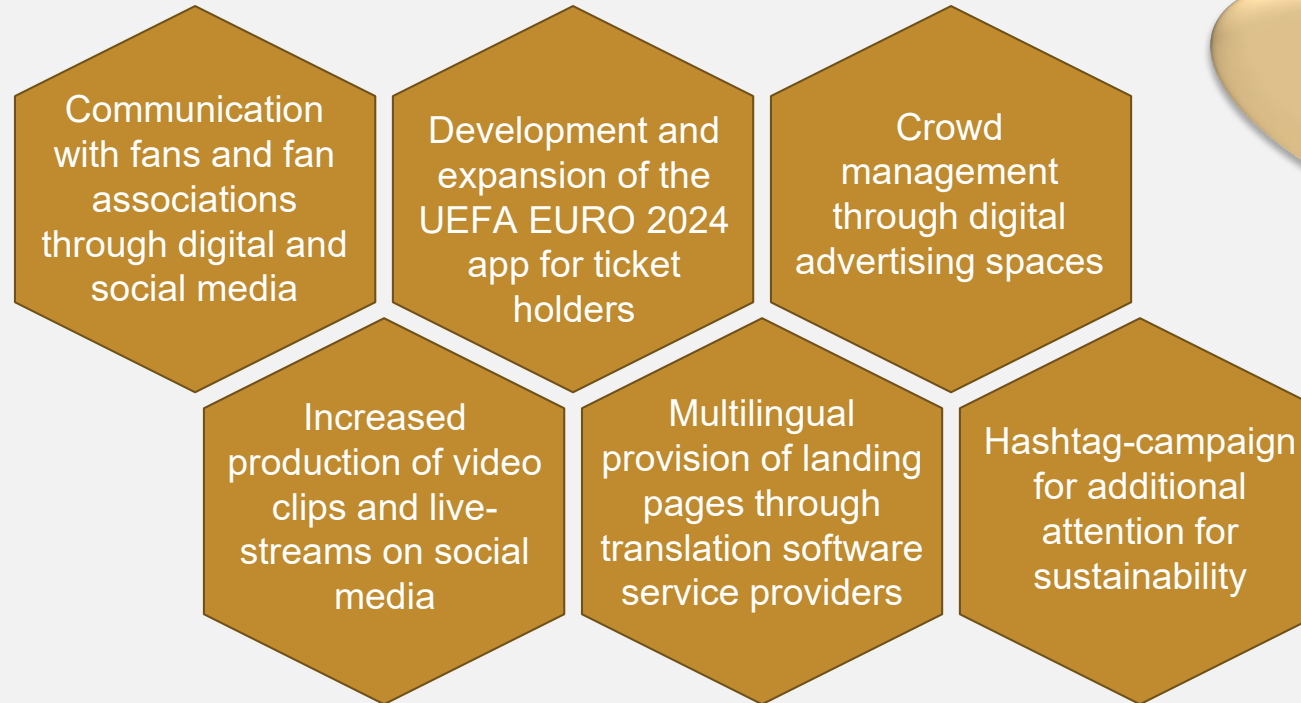 Communication
with fans and fan
associations
through digital and
social media
Development and
expansion of the
UEFA EURO 2024
app for ticket
holders
Crowd
management
through digital
advertising spaces
Increased
production of video
clips and live-
streams on social
media
Multilingual
provision of landing
pages through
translation software
service providers
Hashtag-campaign
for additional
attention for
sustainability